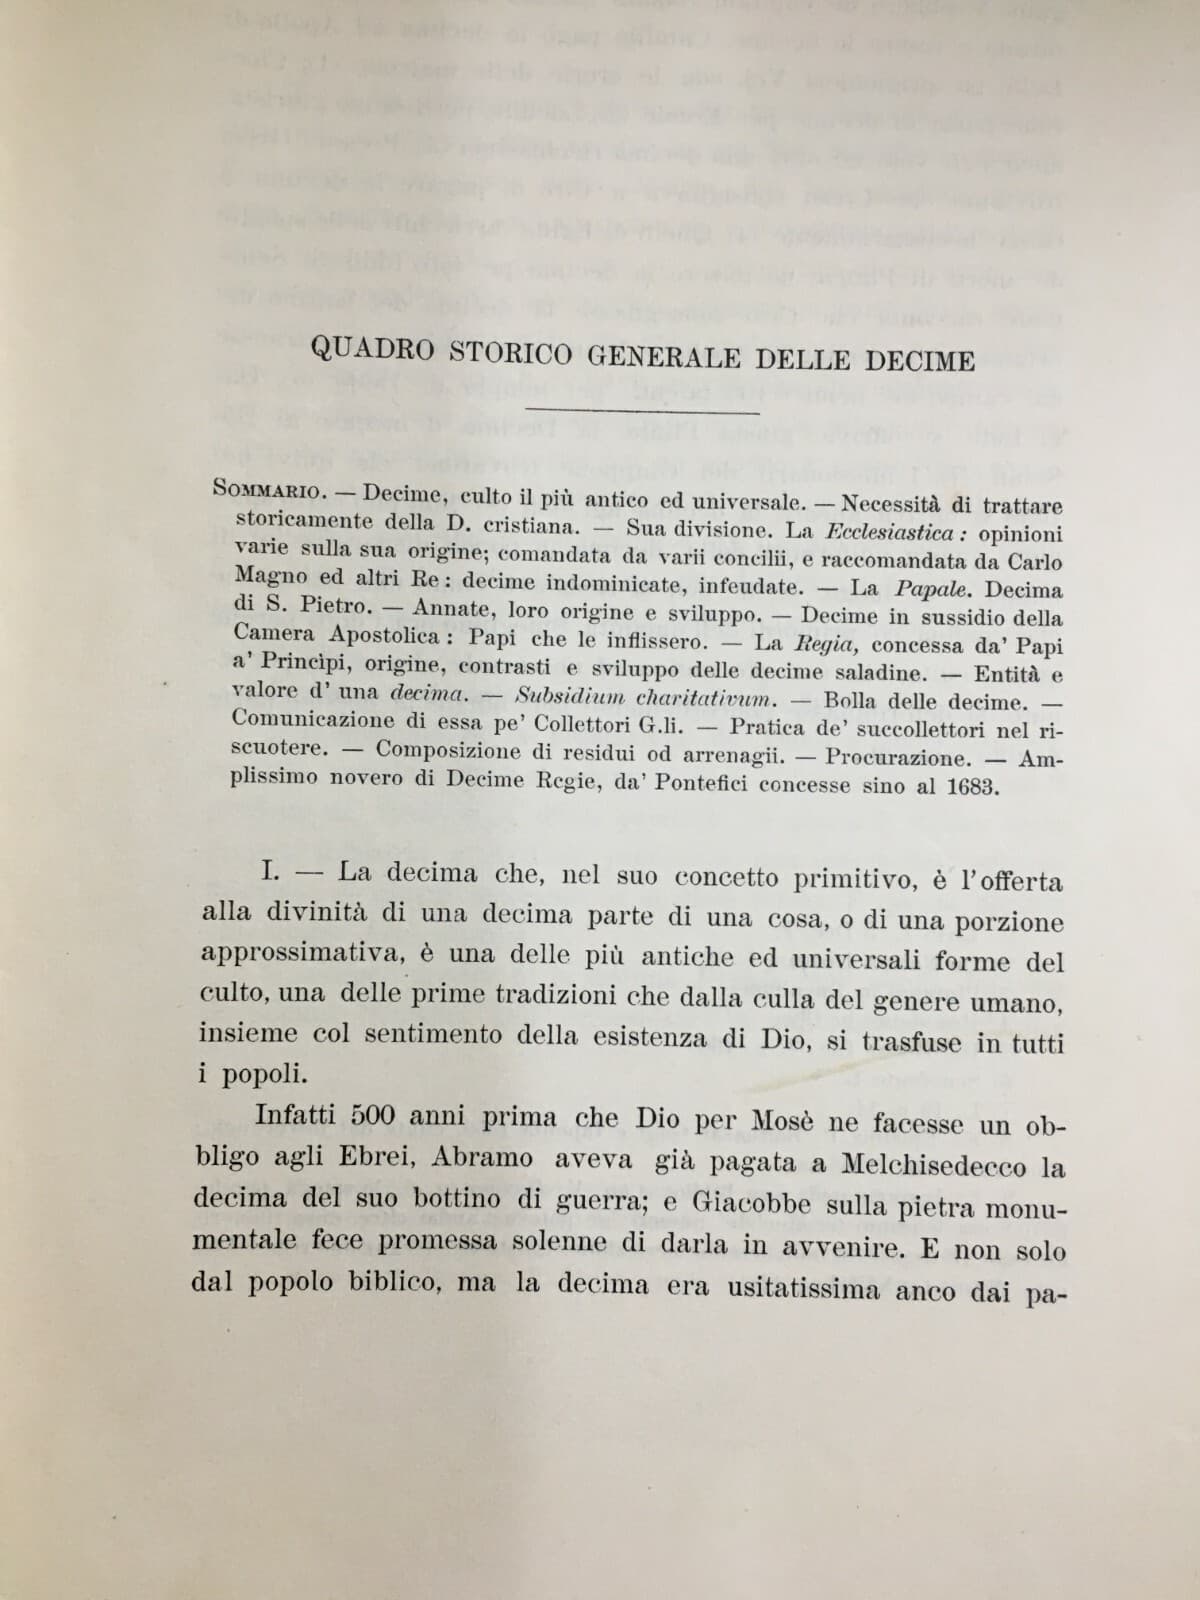 QUADRO STORICO GENERALE DELLE DECIME
SOMMARIO. — Decime, culto il più antico ed universale. — Necessità di trattare
storicamente della D. cristiana. — Sua divisione. La Ecclesiastica : opinioni
varie sulla sua origine; comandata da varii concilii, e raccomandata da Carlo
Magno ed altri Re : decime indominicate, infeudate. — La Papale. Decima
di S. Pietro. — Annate, loro origine e sviluppo. — Decime in sussidio della
Camera Apostolica : Papi che le inflissero. — La Regia, concessa da' Papi
a' Principi, origine, contrasti e sviluppo delle decime saladine. — Entità e
valore d' una decima. — Subsidium charitativum. — Bolla delle decime. —
Comunicazione di essa pe' Collettori G.li. — Pratica de' succollettori nel ri-
scuotere. — Composizione di residui od arrenagii. — Procurazione. — Am-
plissimo novero di Decime Regie, da' Pontefici concesse sino al 1683.
I. — La decima che, nel suo concetto primitivo, è l'offerta
alla divinità di una decima parte di una cosa, o di una porzione
approssimativa, è una delle più antiche ed universali forme del
culto, una delle prime tradizioni che dalla culla del genere umano,
insieme col sentimento della esistenza di Dio, si trasfuse in tutti
i popoli.
Infatti 500 anni prima che Dio per Mosè ne facesse un ob-
bligo agli Ebrei, Abramo aveva già pagata a Melchisedecco la
decima del suo bottino di guerra; e Giacobbe sulla pietra monu-
mentale fece promessa solenne di darla in avvenire. E non solo
dal popolo biblico, ma la decima era usitatissima anco dai pa-